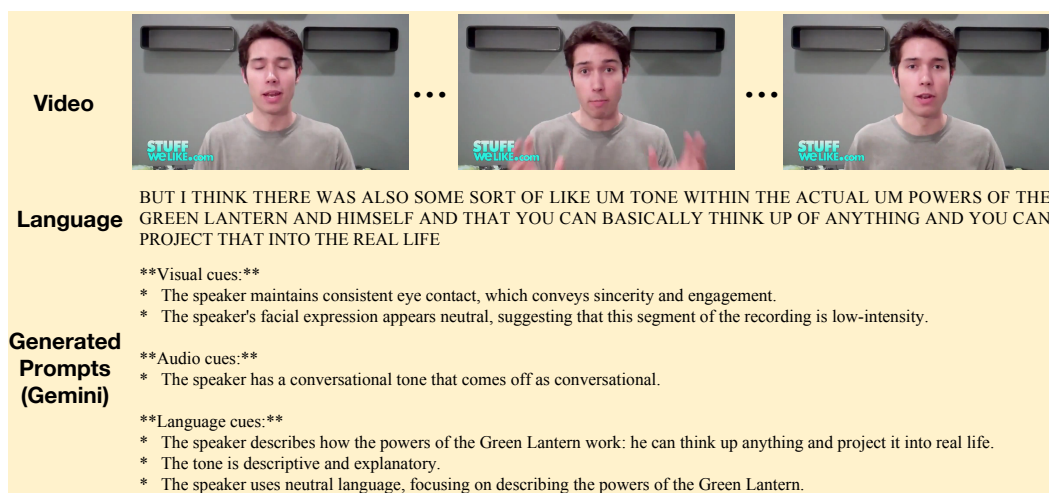 Video
STUFF
WeLIKE.com
...
STUFF
WeLIKE.com
...
STUFF
WeLIKE.com
Language
BUT I THINK THERE WAS ALSO SOME SORT OF LIKE UM TONE WITHIN THE ACTUAL UM POWERS OF THE
GREEN LANTERN AND HIMSELF AND THAT YOU CAN BASICALLY THINK UP OF ANYTHING AND YOU CAN
PROJECT THAT INTO THE REAL LIFE
Generated
Prompts
(Gemini)
**Visual cues:**
* The speaker maintains consistent eye contact, which conveys sincerity and engagement.
* The speaker's facial expression appears neutral, suggesting that this segment of the recording is low-intensity.
**Audio cues:**
* The speaker has a conversational tone that comes off as conversational.
**Language cues:**
* The speaker describes how the powers of the Green Lantern work: he can think up anything and project it into real life.
* The tone is descriptive and explanatory.
* The speaker uses neutral language, focusing on describing the powers of the Green Lantern.